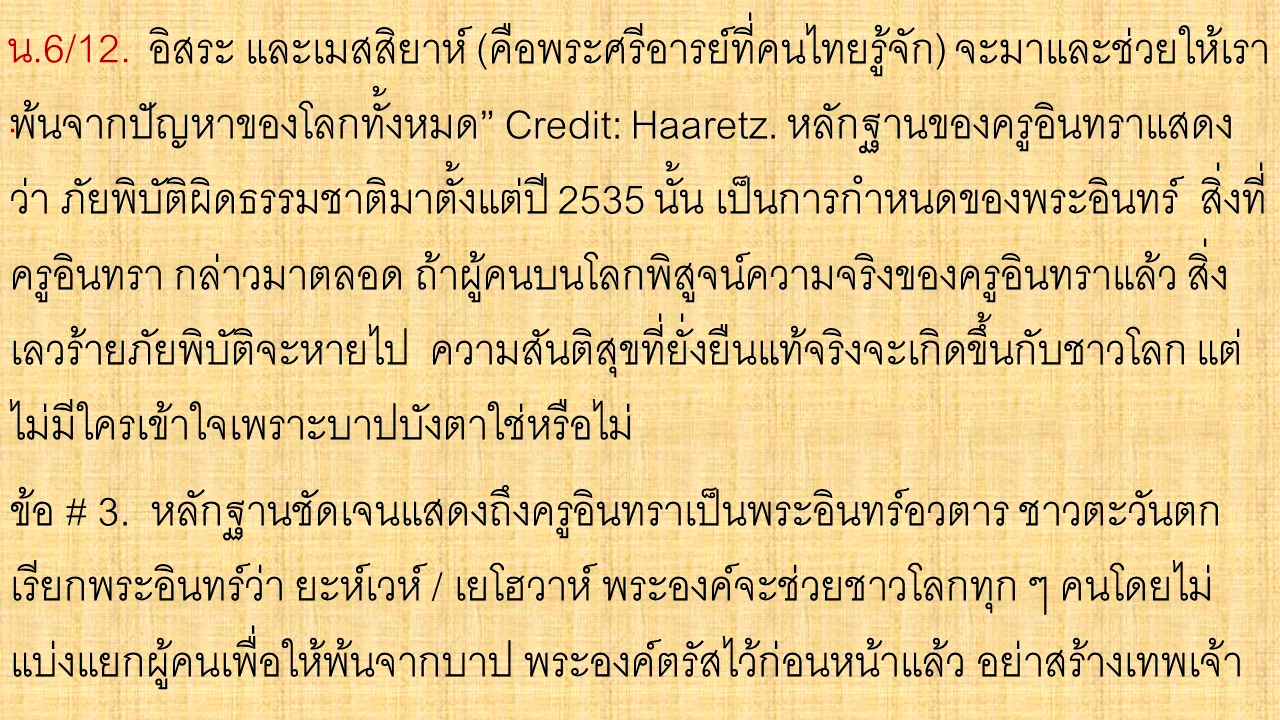 น.6/12. อิสระ และเมสสิยาห์ (คือพระศรีอารย์ที่คนไทยรู้จัก) จะมาและช่วยให้เรา
พ้นจากปัญหาของโลกทั้งหมด” Credit: Haaretz. หลักฐานของครูอินทราแสดง
ว่า ภัยพิบัติผิดธรรมชาติมาตั้งแต่ปี 2535 นั้น เป็นการกำหนดของพระอินทร์ สิ่งที่
ครูอินทรา กล่าวมาตลอด ถ้าผู้คนบนโลกพิสูจน์ความจริงของครูอินทราแล้ว สิ่ง
เลวร้ายภัยพิบัติจะหายไป ความสันติสุขที่ยั่งยืนแท้จริงจะเกิดขึ้นกับชาวโลก แต่
ไม่มีใครเข้าใจเพราะบาปบังตาใช่หรือไม่
ข้อ # 3. หลักฐานชัดเจนแสดงถึงครูอินทราเป็นพระอินทร์อวตาร ชาวตะวันตก
เรียกพระอินทร์ว่า ยะห์เวห์ / เยโฮวาห์ พระองค์จะช่วยชาวโลกทุก ๆ คนโดยไม่
แบ่งแยกผู้คนเพื่อให้พ้นจากบาป พระองค์ตรัสไว้ก่อนหน้าแล้ว อย่าสร้างเทพเจ้า